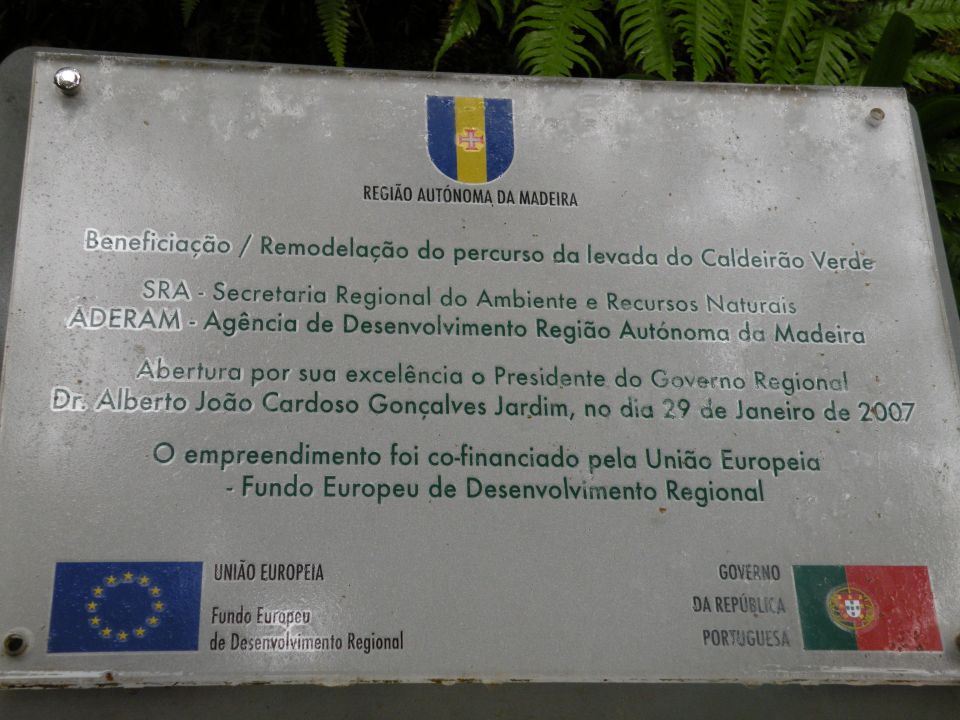 REGIÃO AUTÓNOMA DA MADEIRA
Beneficiação / Remodelação do percurso da levada do Caldeirão Verde
SRA - Secretaria Regional do Ambiente e Recursos Naturais
ADERAM - Agência de Desenvolvimento Região Autónoma da Madeira
Abertura por sua excelência o Presidente do Governo Regional
Dr. Alberto João Cardoso Gonçalves Jardim, no dia 29 de Janeiro de 2007
O empreendimento foi co-financiado pela União Europeia
- Fundo Europeu de Desenvolvimento Regional
UNIÃO EUROPEIA
Fundo Europeu
de Desenvolvimento Regional
GOVERNO
DA REPÚBLICA
PORTUGUESA